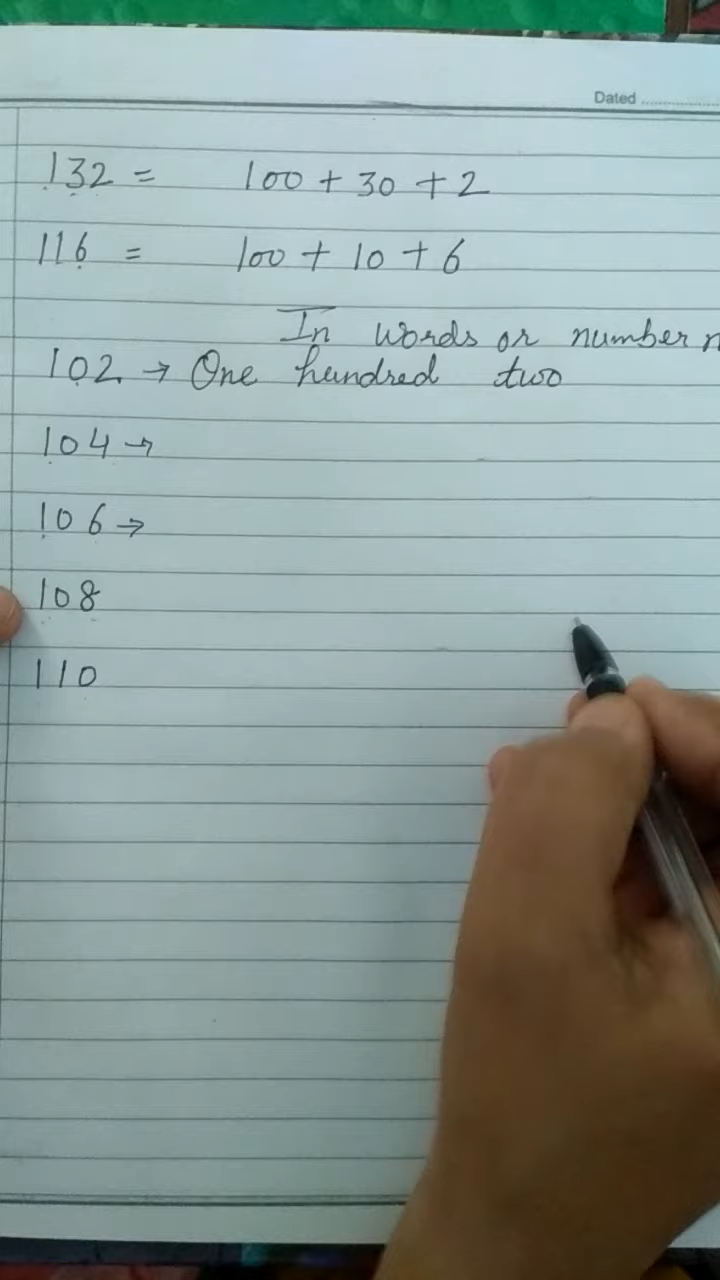 Dated
132 = 100 + 30 + 2
116 = 100 + 10 + 6
In words or number
102 → One hundred two
104 →
106 →
108
110